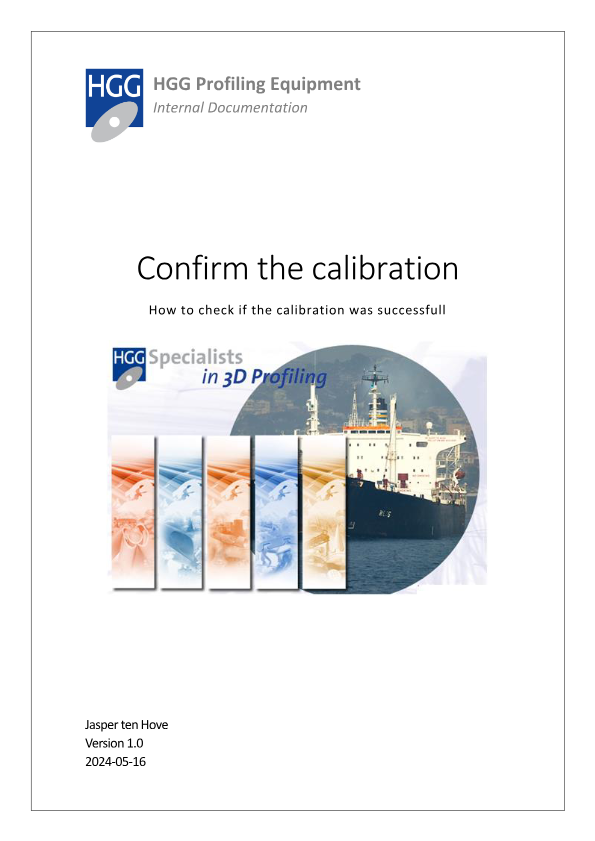 HGG
HGG Profiling Equipment
Internal Documentation
Confirm the calibration
How to check if the calibration was successfull
HGG Specialists
in 3D Profiling
Jasper ten Hove
Version 1.0
2024-05-16